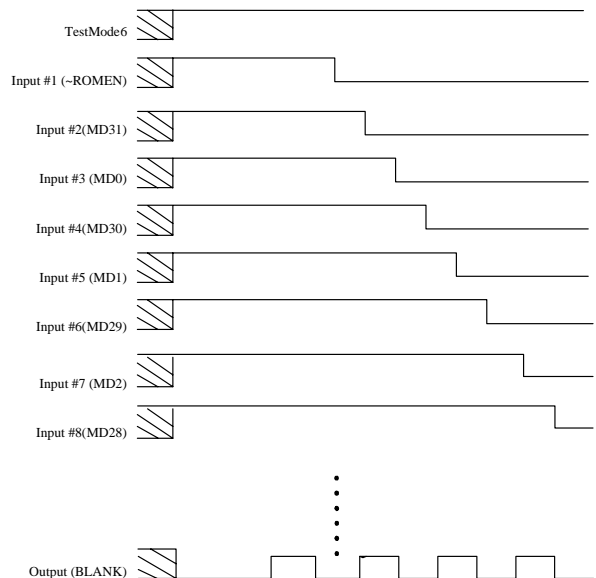 TestMode6
Input #1 (~ROMEN)
Input #2(MD31)
Input #3 (MD0)
Input #4(MD30)
Input #5 (MD1)
Input #6(MD29)
Input #7 (MD2)
Input #8(MD28)
Output (BLANK)